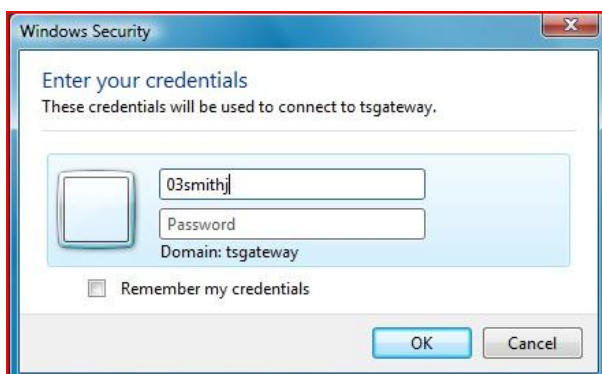 Windows Security
Enter your credentials
These credentials will be used to connect to tsgateway.
03smithj
Password
Domain: tsgateway
Remember my credentials
OK
Cancel